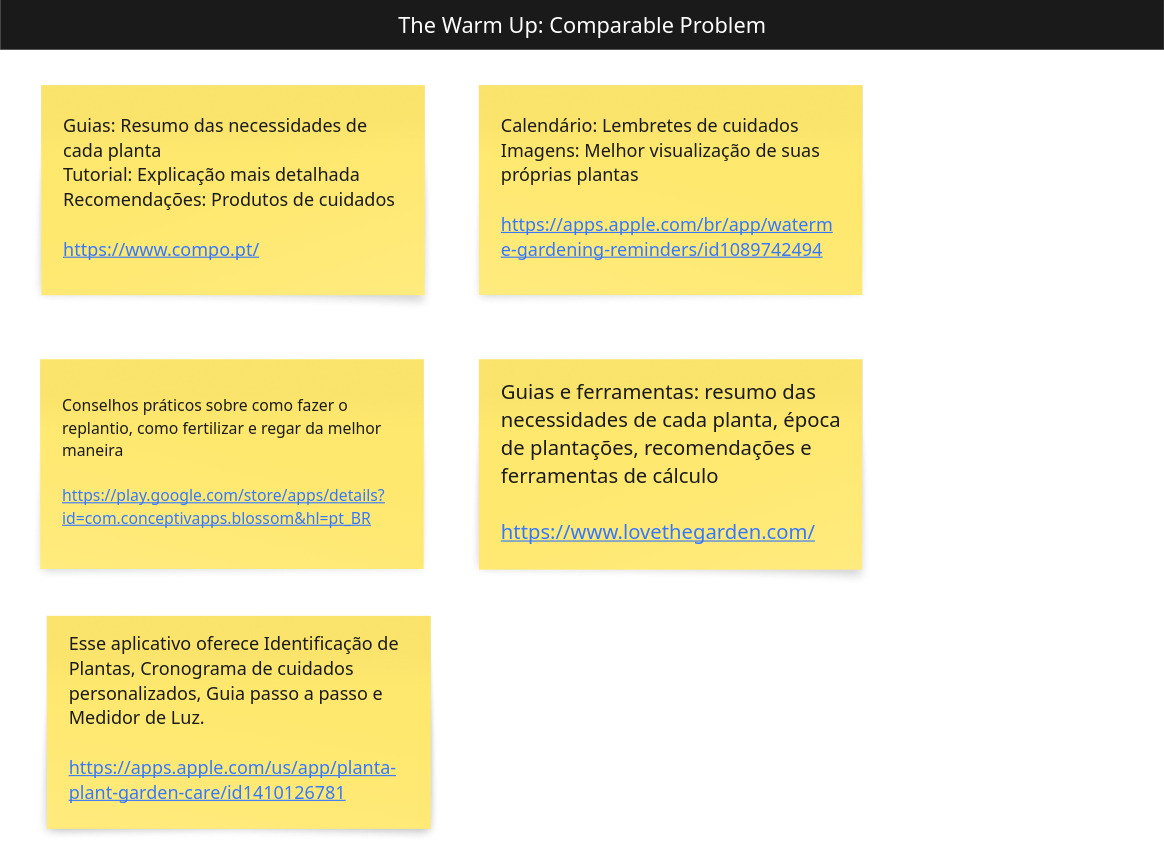 The Warm Up: Comparable Problem
Guias: Resumo das necessidades de
cada planta
Tutorial: Explicação mais detalhada
Recomendações: Produtos de cuidados
https://www.compo.pt/
Calendário: Lembretes de cuidados
Imagens: Melhor visualização de suas
próprias plantas
https://apps.apple.com/br/app/waterm
e-gardening-reminders/id1089742494
Conselhos práticos sobre como fazer o
replantio, como fertilizar e regar da melhor
maneira
https://play.google.com/store/apps/details?
id=com.conceptivapps.blossom&hl=pt_BR
Guias e ferramentas: resumo das
necessidades de cada planta, época
de plantações, recomendações e
ferramentas de cálculo
https://www.lovethegarden.com/
Esse aplicativo oferece Identificação de
Plantas, Cronograma de cuidados
personalizados, Guia passo a passo e
Medidor de Luz.
https://apps.apple.com/us/app/planta-
plant-garden-care/id1410126781